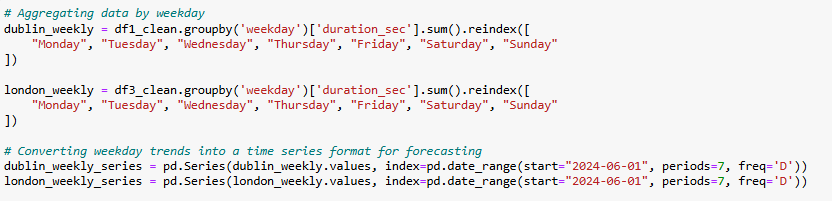 # Aggregating data by weekday
dublin_weekly = df1_clean.groupby('weekday')['duration_sec'].sum().reindex([
    "Monday", "Tuesday", "Wednesday", "Thursday", "Friday", "Saturday", "Sunday"
])

london_weekly = df3_clean.groupby('weekday')['duration_sec'].sum().reindex([
    "Monday", "Tuesday", "Wednesday", "Thursday", "Friday", "Saturday", "Sunday"
])

# Converting weekday trends into a time series format for forecasting
dublin_weekly_series = pd.Series(dublin_weekly.values, index=pd.date_range(start="2024-06-01", periods=7, freq='D'))
london_weekly_series = pd.Series(london_weekly.values, index=pd.date_range(start="2024-06-01", periods=7, freq='D'))